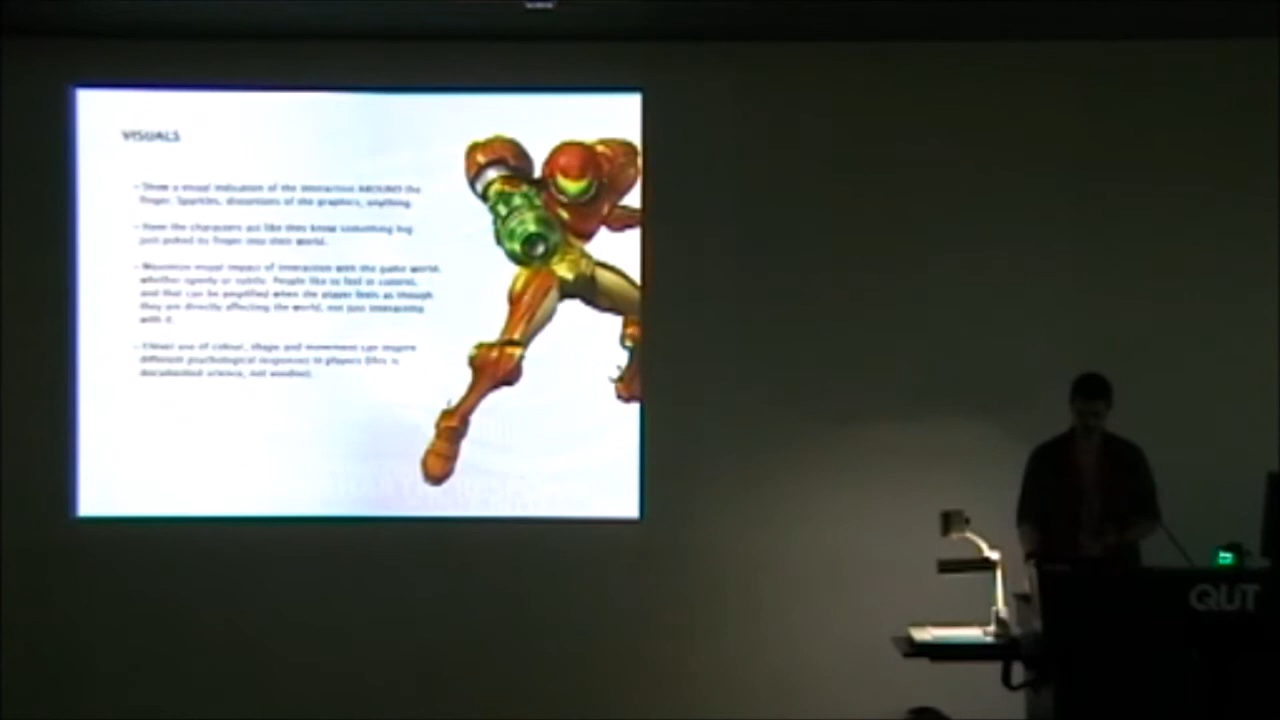 VISUALS
- Show a visual indication of the interaction AROUND the
finger. Sparkles, distortions of the graphics, anything.
- Have the characters act like they know something big
just poked its finger into their world.
- Maximise visual impact of interaction with the game world,
whether openly or subtle. People like to feel in control,
and that can be amplified when the player feels as though
they are directly affecting the world, not just interacting
with it.
- Clever use of colour, shape and movement can inspire
different psychological responses in players (this is
documented science, not voodoo).
QUT